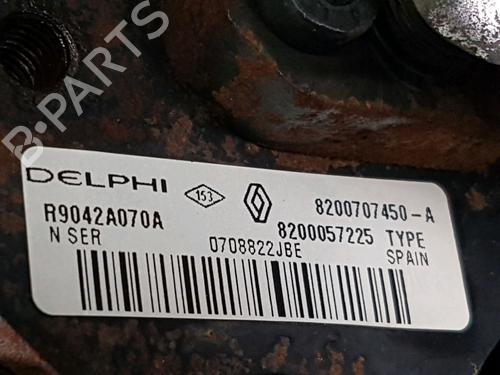 B-PARTS
DELPHI 153 8200707450-A
R9042A070A 8200057225 TYPE
N SER 0708822JBE SPAIN